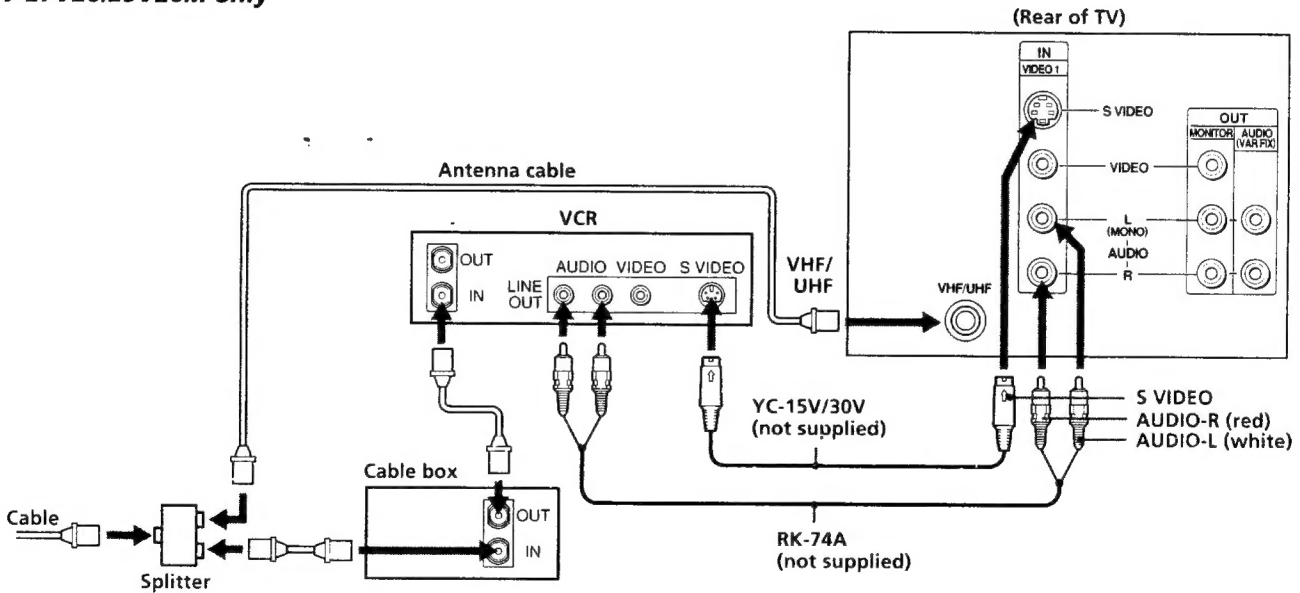 (Rear of TV)
IN
VIDEO 1
S VIDEO
OUT
MONITOR
AUDIO
(VAR FIX)
VIDEO
Antenna cable
VCR
L
(MONO)
AUDIO
R
OUT
IN
AUDIO VIDEO S VIDEO
LINE
OUT
VHF/
UHF
VHF/UHF
YC-15V/30V
(not supplied)
S VIDEO
AUDIO-R (red)
AUDIO-L (white)
Cable box
Cable
OUT
IN
Splitter
RK-74A
(not supplied)